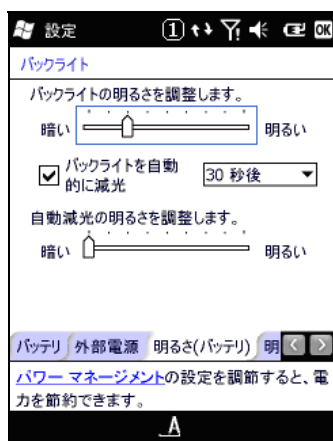 設定
1
OK
バックライト
バックライトの明るさを調整します。
暗い
明るい
バックライトを自動的に減光
30 秒後
自動減光の明るさを調整します。
暗い
明るい
バッテリ 外部電源 明るさ(バッテリ) 明
パワー マネージメントの設定を調節すると、電
力を節約できます。
A